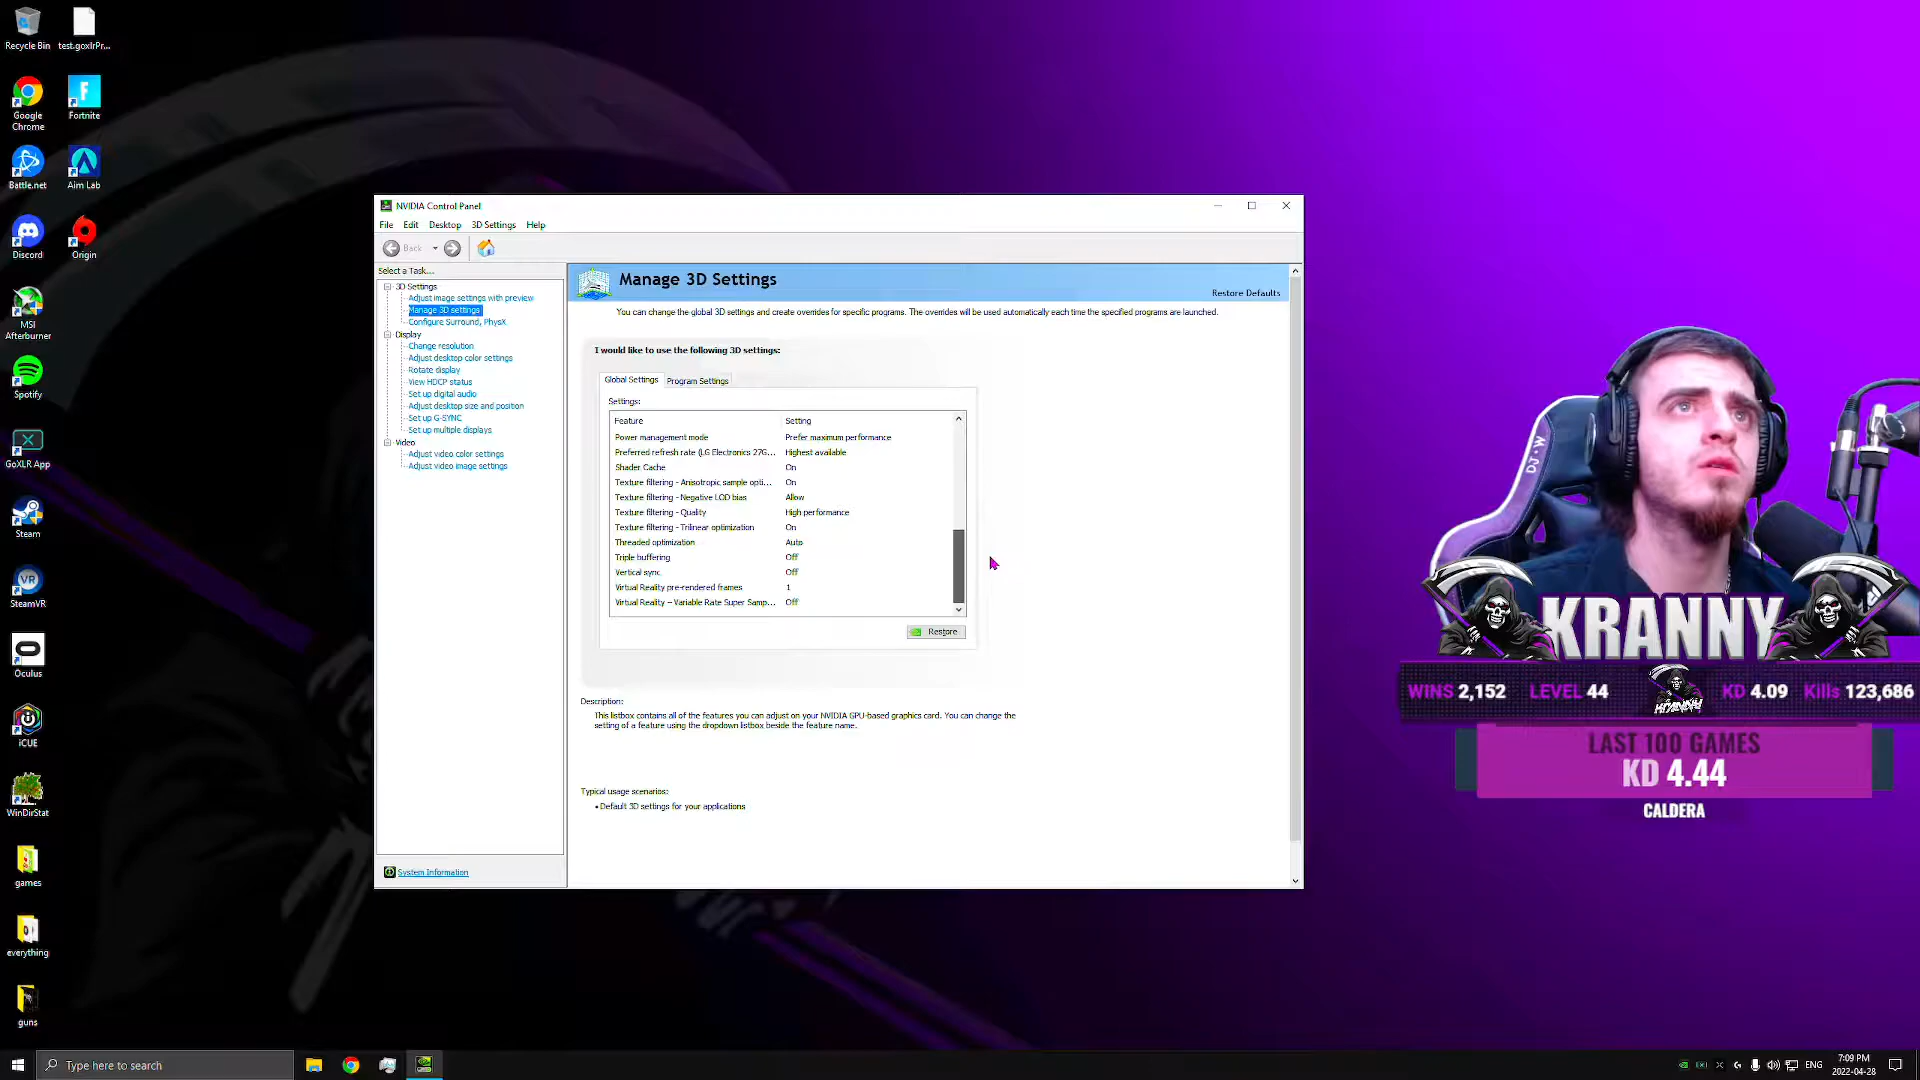 Recycle Bin
test.goxlrPr...
Google Chrome
Fortnite
Battle.net
Aim Lab
Discord
Origin
MSI Afterburner
Spotify
GoXLR App
Steam
SteamVR
Oculus
iCUE
WinDirStat
games
everything
guns
NVIDIA Control Panel
File Edit Desktop 3D Settings Help
Back
Select a Task...
3D Settings
Adjust image settings with preview
Manage 3D settings
Configure Surround, PhysX
Display
Change resolution
Adjust desktop color settings
Rotate display
View HDCP status
Set up digital audio
Adjust desktop size and position
Set up G-SYNC
Set up multiple displays
Video
Adjust video color settings
Adjust video image settings
System Information
Manage 3D Settings
Restore Defaults
You can change the global 3D settings and create overrides for specific programs. The overrides will be used automatically each time the specified programs are launched.
I would like to use the following 3D settings:
Global Settings Program Settings
Settings:
Feature Setting
Power management mode Prefer maximum performance
Preferred refresh rate (LG Electronics 27G... Highest available
Shader Cache On
Texture filtering - Anisotropic sample opti... On
Texture filtering - Negative LOD bias Allow
Texture filtering - Quality High performance
Texture filtering - Trilinear optimization On
Threaded optimization Auto
Triple buffering Off
Vertical sync Off
Virtual Reality pre-rendered frames 1
Virtual Reality – Variable Rate Super Samp... Off
Restore
Description:
This listbox contains all of the features you can adjust on your NVIDIA GPU-based graphics card. You can change the
setting of a feature using the dropdown listbox beside the feature name.
Typical usage scenarios:
• Default 3D settings for your applications
DJ-W
KRANNY
WINS 2,152 LEVEL 44 KD 4.09 Kills 123,686
KRANNY
LAST 100 GAMES
KD 4.44
CALDERA
Type here to search
ENG
7:09 PM
2022-04-28